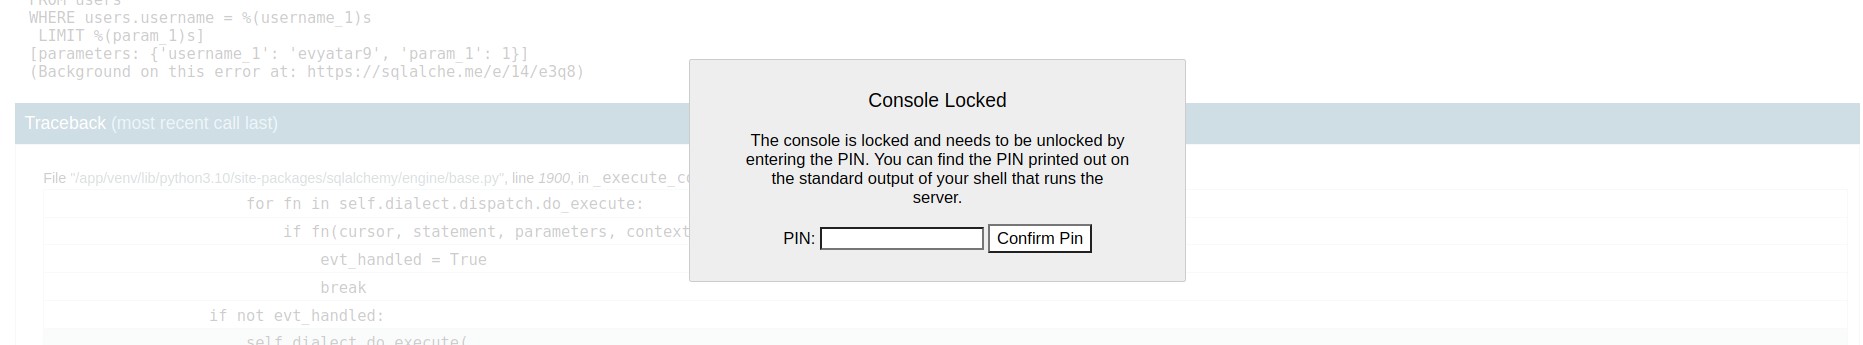 FROM users
WHERE users.username = %(username_1)s
LIMIT %(param_1)s]
[parameters: {'username_1': 'evyatar9', 'param_1': 1}]
(Background on this error at: https://sqlalche.me/e/14/e3q8)
Console Locked
Traceback (most recent call last)
The console is locked and needs to be unlocked by
entering the PIN. You can find the PIN printed out on
the standard output of your shell that runs the
server.
PIN: Confirm Pin
File "/app/venv/lib/python3.10/site-packages/sqlalchemy/engine/base.py", line 1900, in
for fn in self.dialect.dispatch.do_execute:
if fn(cursor, statement, parameters, context
evt_handled = True
break
if not evt_handled:
self.dialect.do_execute(